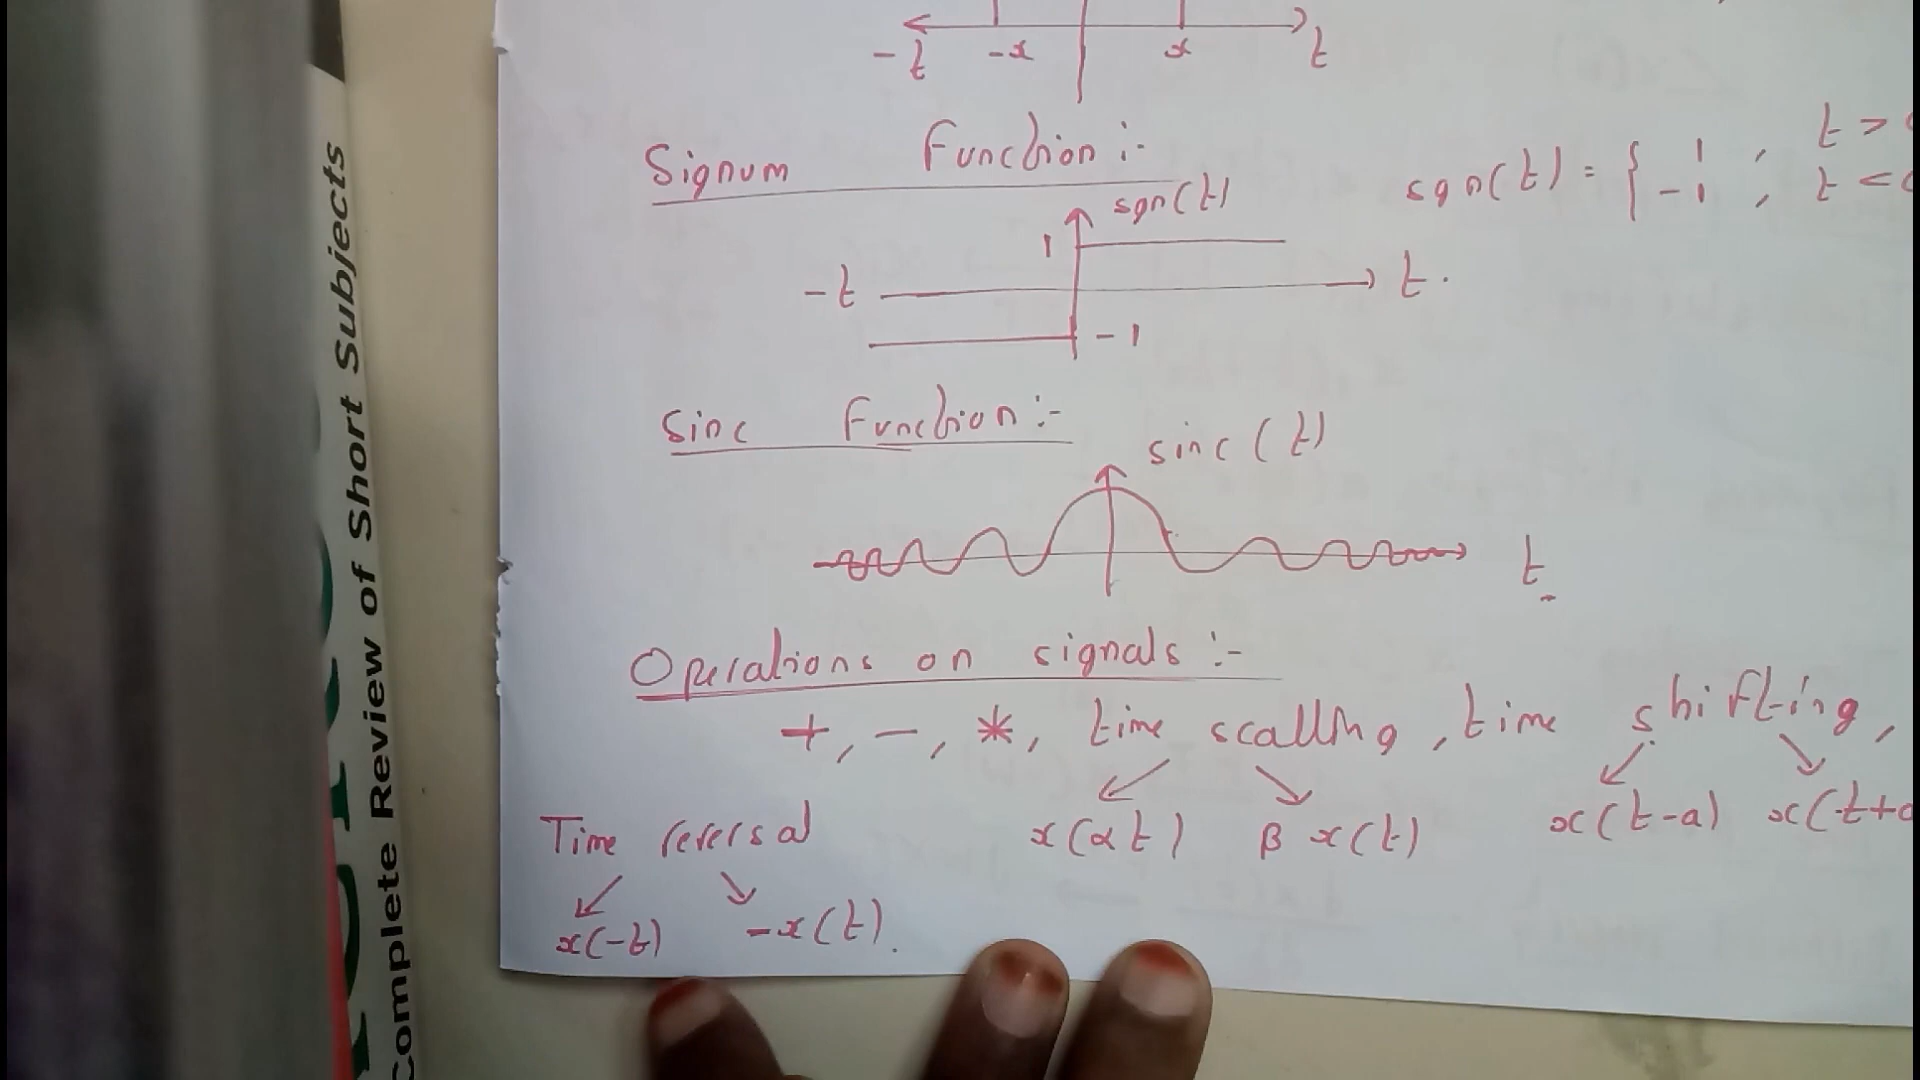 -t -x x t
Signum Function :-
sgn(t) = { 1 , t >
-1 , t <
sgn(t)
1
-t t.
-1
Sinc Function :-
sinc(t)
t
Operations on signals :-
+, -, *, time scalling, time shifting,
x(αt) β x(t) x(t-a) x(t+
Time reversal
x(-t) -x(t).
Complete Review of Short Subjects